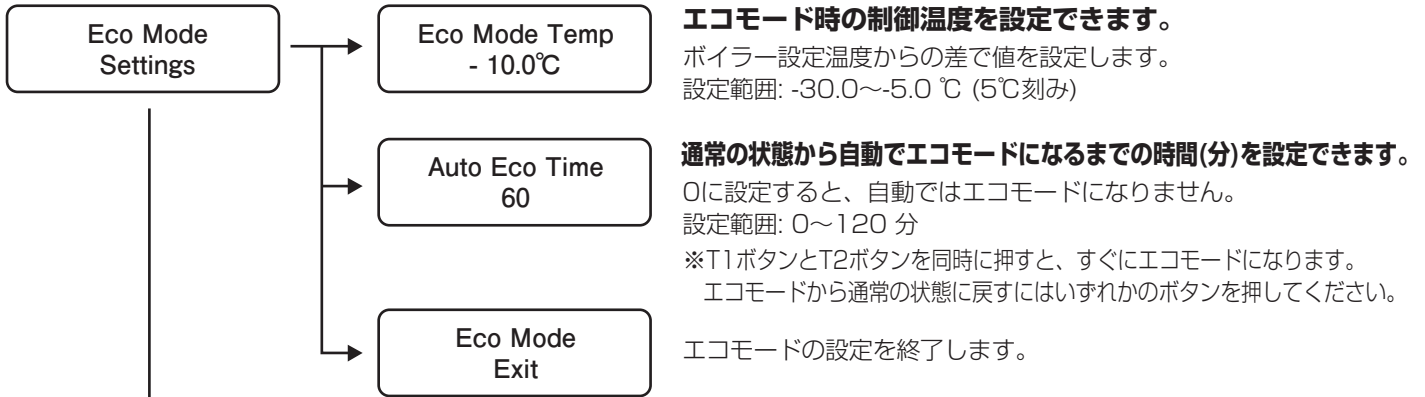 Eco Mode
Settings
Eco Mode Temp
- 10.0℃
エコモード時の制御温度を設定できます。
ボイラー設定温度からの差で値を設定します。
設定範囲: -30.0〜-5.0 ℃ (5℃刻み)
Auto Eco Time
60
通常の状態から自動でエコモードになるまでの時間(分)を設定できます。
0に設定すると、自動ではエコモードになりません。
設定範囲: 0〜120 分
※T1ボタンとT2ボタンを同時に押すと、すぐにエコモードになります。
エコモードから通常の状態に戻すにはいずれかのボタンを押してください。
Eco Mode
Exit
エコモードの設定を終了します。